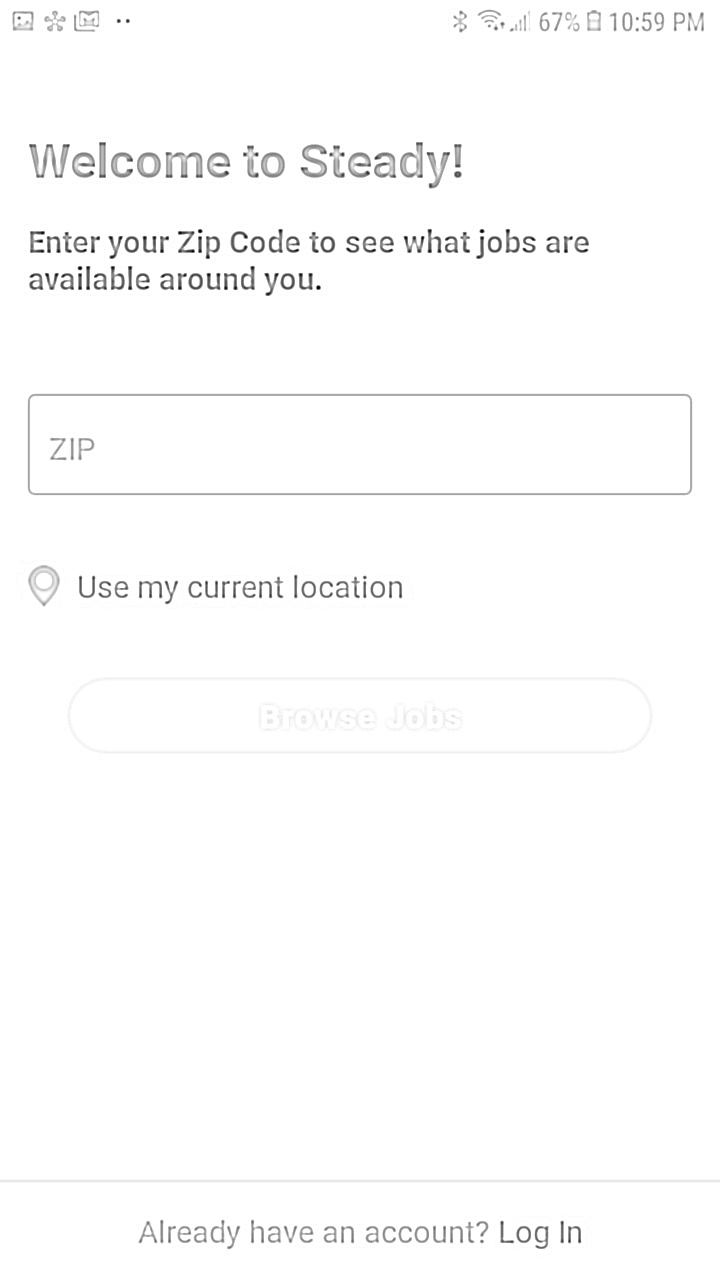 67% 10:59 PM
Welcome to Steady!
Enter your Zip Code to see what jobs are
available around you.
ZIP
Use my current location
Browse Jobs
Already have an account? Log In